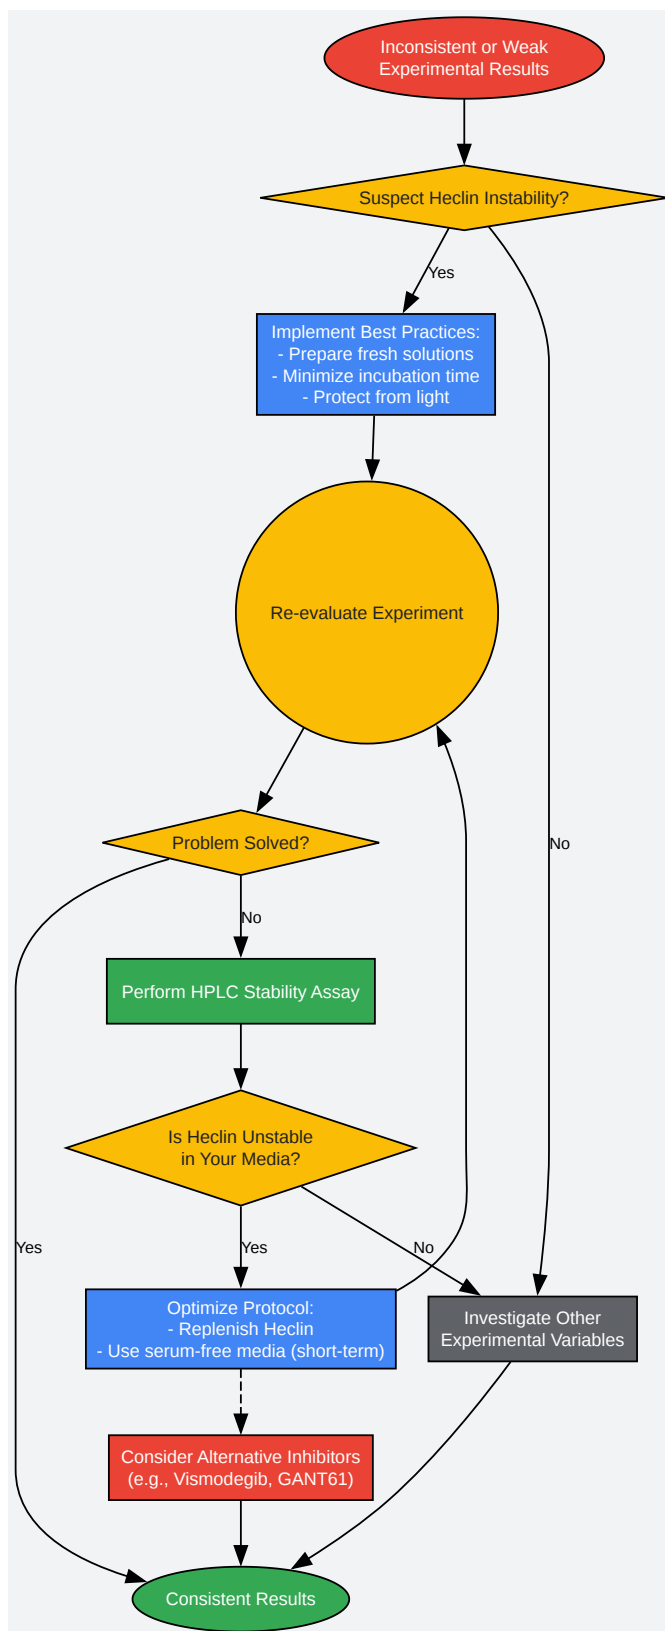 Inconsistent or Weak
Experimental Results
Suspect Heclin Instability?
Yes
Implement Best Practices:
- Prepare fresh solutions
- Minimize incubation time
- Protect from light
Re-evaluate Experiment
Problem Solved?
No
No
Perform HPLC Stability Assay
Is Heclin Unstable
in Your Media?
Yes
Yes
No
Optimize Protocol:
- Replenish Heclin
- Use serum-free media (short-term)
Investigate Other
Experimental Variables
Consider Alternative Inhibitors
(e.g., Vismodegib, GANT61)
Consistent Results